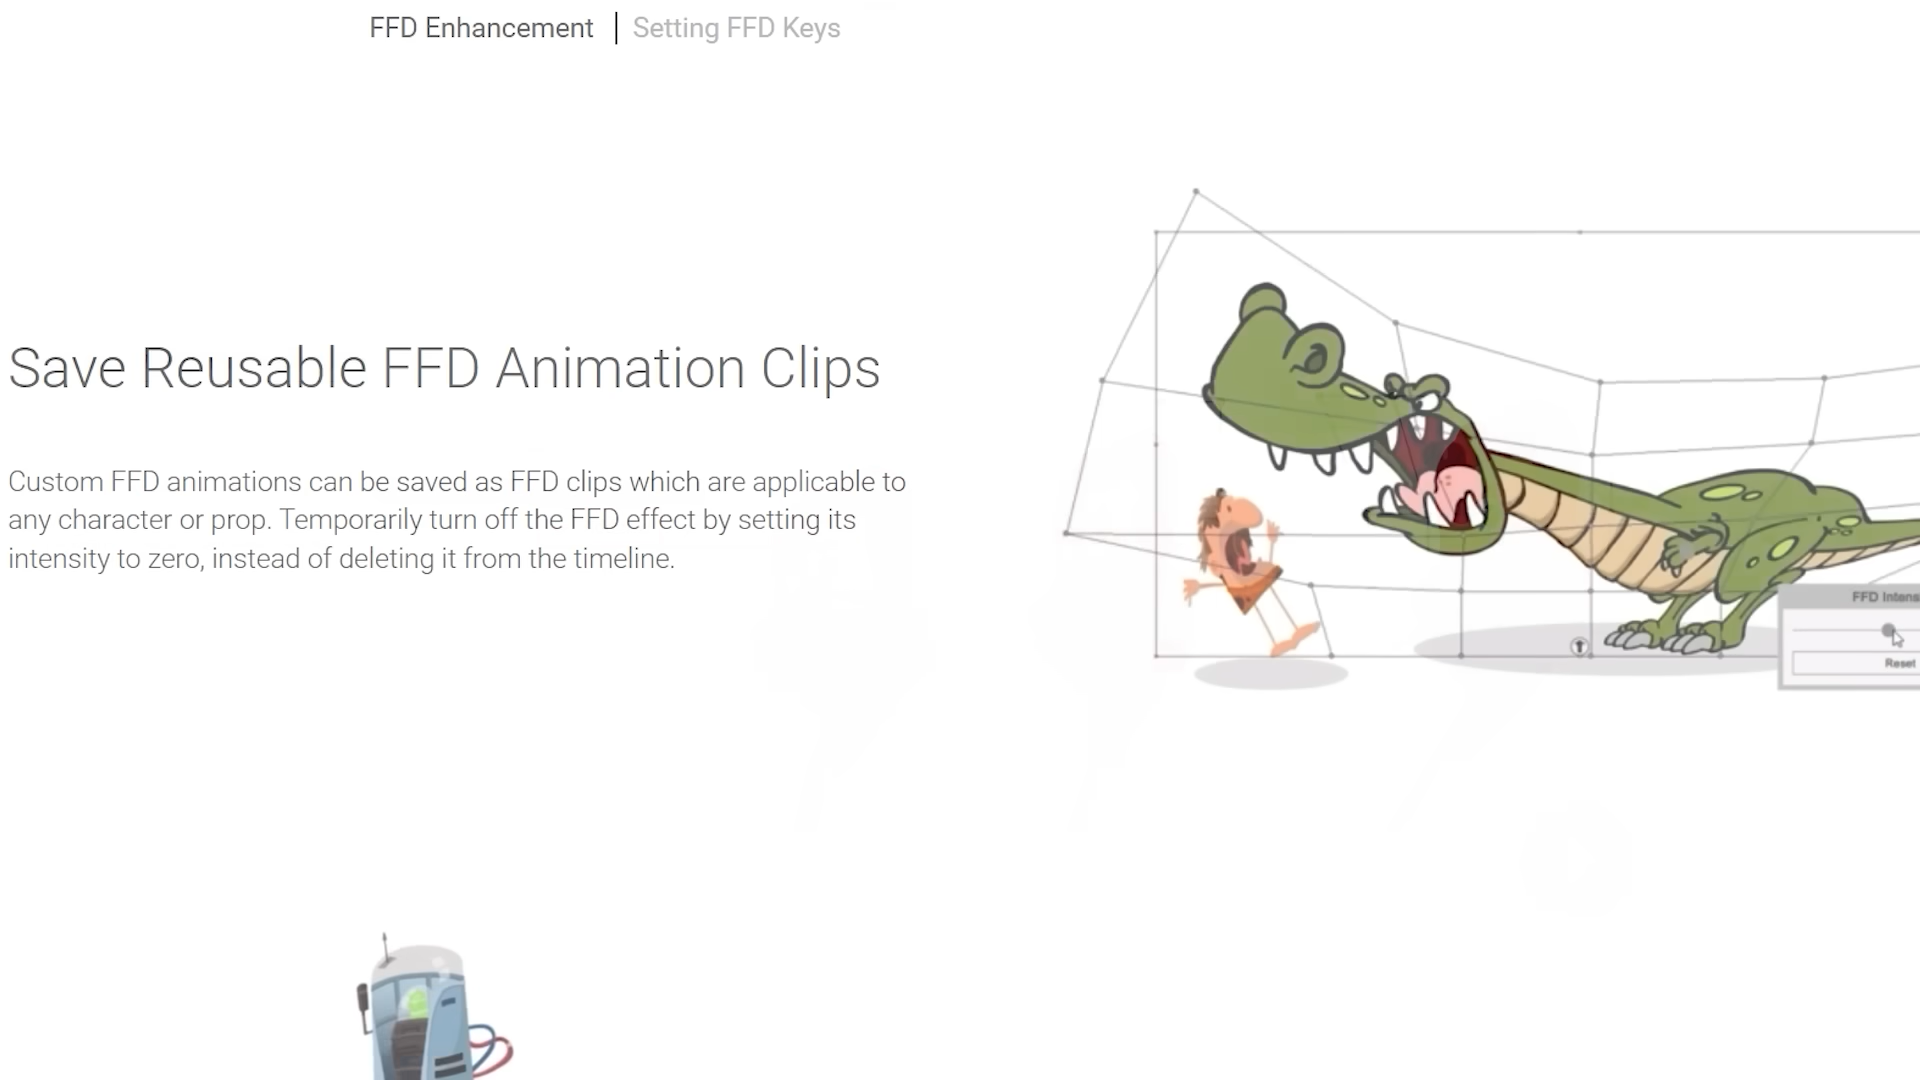 FFD Enhancement | Setting FFD Keys
Save Reusable FFD Animation Clips
Custom FFD animations can be saved as FFD clips which are applicable to
any character or prop. Temporarily turn off the FFD effect by setting its
intensity to zero, instead of deleting it from the timeline.
FFD Intens
Reset